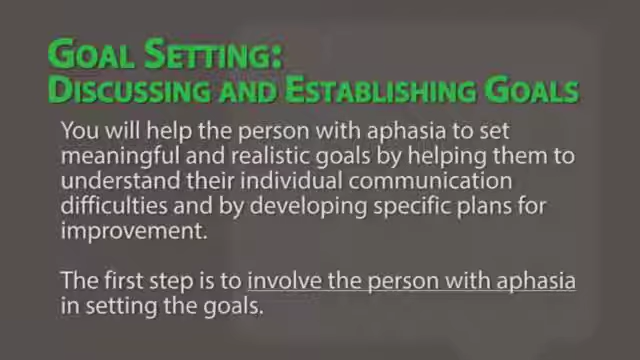 Goal Setting:
Discussing and Establishing Goals
You will help the person with aphasia to set
meaningful and realistic goals by helping them to
understand their individual communication
difficulties and by developing specific plans for
improvement.
The first step is to involve the person with aphasia
in setting the goals.